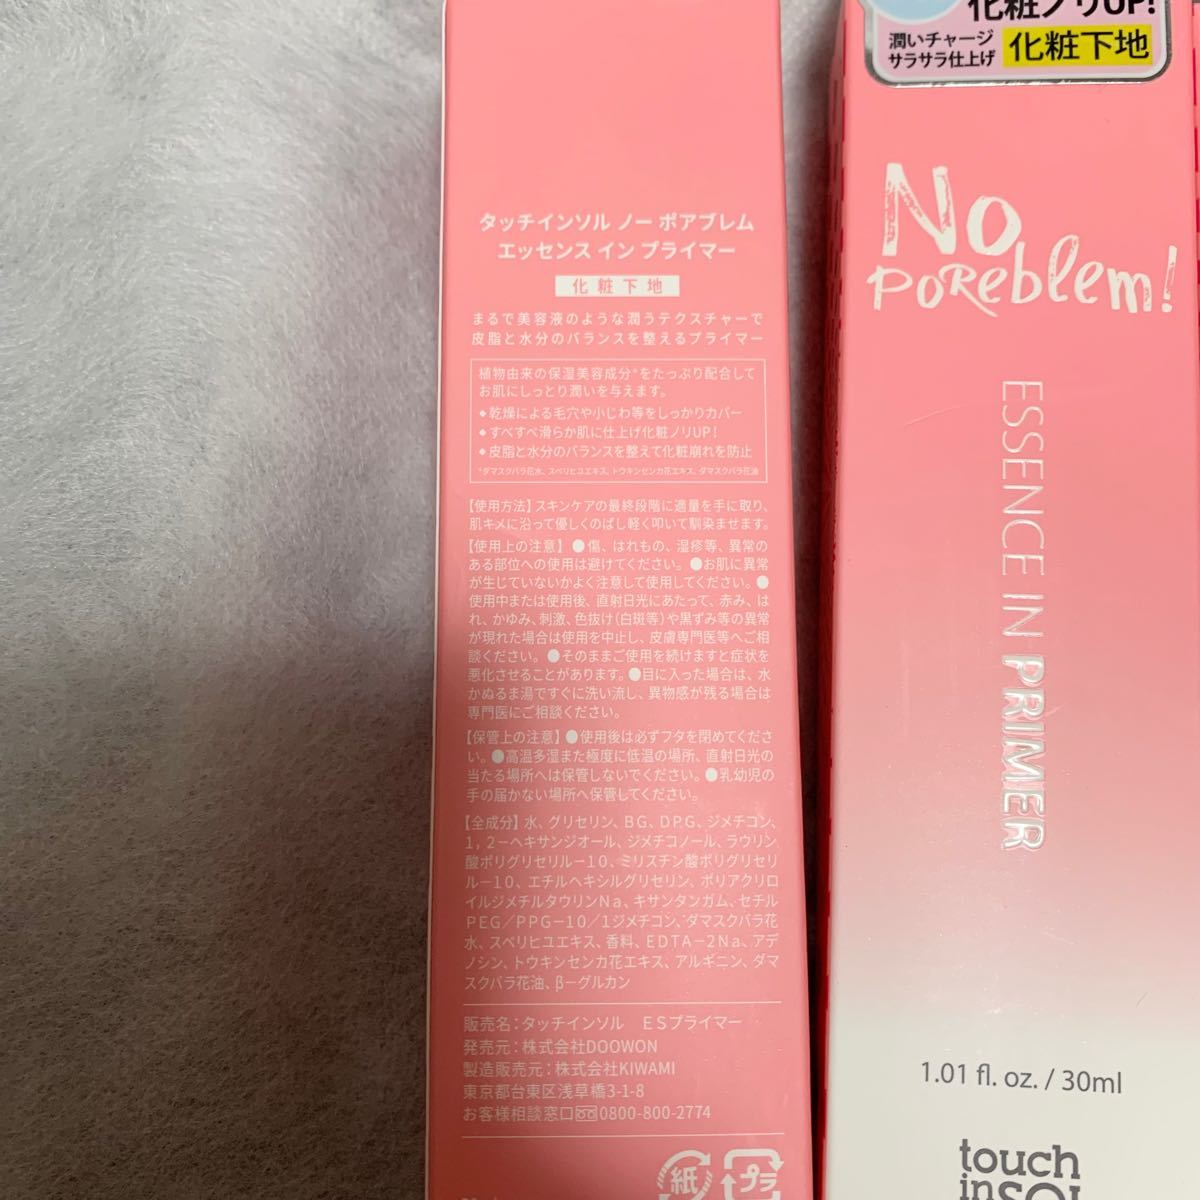 タッチインソル ノー ポアブレム
エッセンス イン プライマー
化粧下地
まるで美容液のような潤うテクスチャーで
皮脂と水分のバランスを整えるプライマー
植物由来の保湿美容成分*をたっぷり配合して
お肌にしっとり潤いを与えます。
◆乾燥による毛穴や小じわ等をしっかりカバー
◆すべすべ滑らか肌に仕上げ化粧ノリUP!
◆皮脂と水分のバランスを整えて化粧崩れを防止
*ダマスクバラ花水、スベリヒユエキス、トウキンセンカ花エキス、ダマスクバラ花油
【使用方法】スキンケアの最終段階に適量を手に取り、
肌キメに沿って優しくのばし軽く叩いて馴染ませます。
【使用上の注意】●傷、はれもの、湿疹等、異常の
ある部位への使用は避けてください。●お肌に異常
が生じていないかよく注意して使用してください。●
使用中または使用後、直射日光にあたって、赤み、は
れ、かゆみ、刺激、色抜け(白斑等)や黒ずみ等の異常
が現れた場合は使用を中止し、皮膚専門医等へご相
談ください。●そのままご使用を続けますと症状を
悪化させることがあります。●目に入った場合は、水
かぬるま湯ですぐに洗い流し、異物感が残る場合は
専門医にご相談ください。
【保管上の注意】●使用後は必ずフタを閉めてくださ
い。●高温多湿また極度に低温の場所、直射日光の
当たる場所へは保管しないでください。●乳幼児の
手の届かない場所へ保管してください。
【全成分】水、グリセリン、BG、DPG、ジメチコン、
1,2-ヘキサンジオール、ジメチコノール、ラウリン
酸ポリグリセリル-10、ミリスチン酸ポリグリセリ
ル-10、エチルヘキシルグリセリン、ポリアクリロ
イルジメチルタウリンNa、キサンタンガム、セチル
PEG/PPG-10/1ジメチコン、ダマスクバラ花
水、スベリヒユエキス、香料、EDTA-2Na、アデ
ノシン、トウキンセンカ花エキス、アルギニン、ダマ
スクバラ花油、β-グルカン
販売名:タッチインソル ESプライマー
発売元:株式会社DOOWON
製造販売元:株式会社KIWAMI
東京都台東区浅草橋3-1-8
お客様相談窓口 0800-800-2774
紙
プラ
化粧ノリUP!
潤いチャージ
サラサラ仕上げ 化粧下地
No
Poreblem!
ESSENCE IN PRIMER
1.01 fl. oz. / 30ml
touch
in SOL